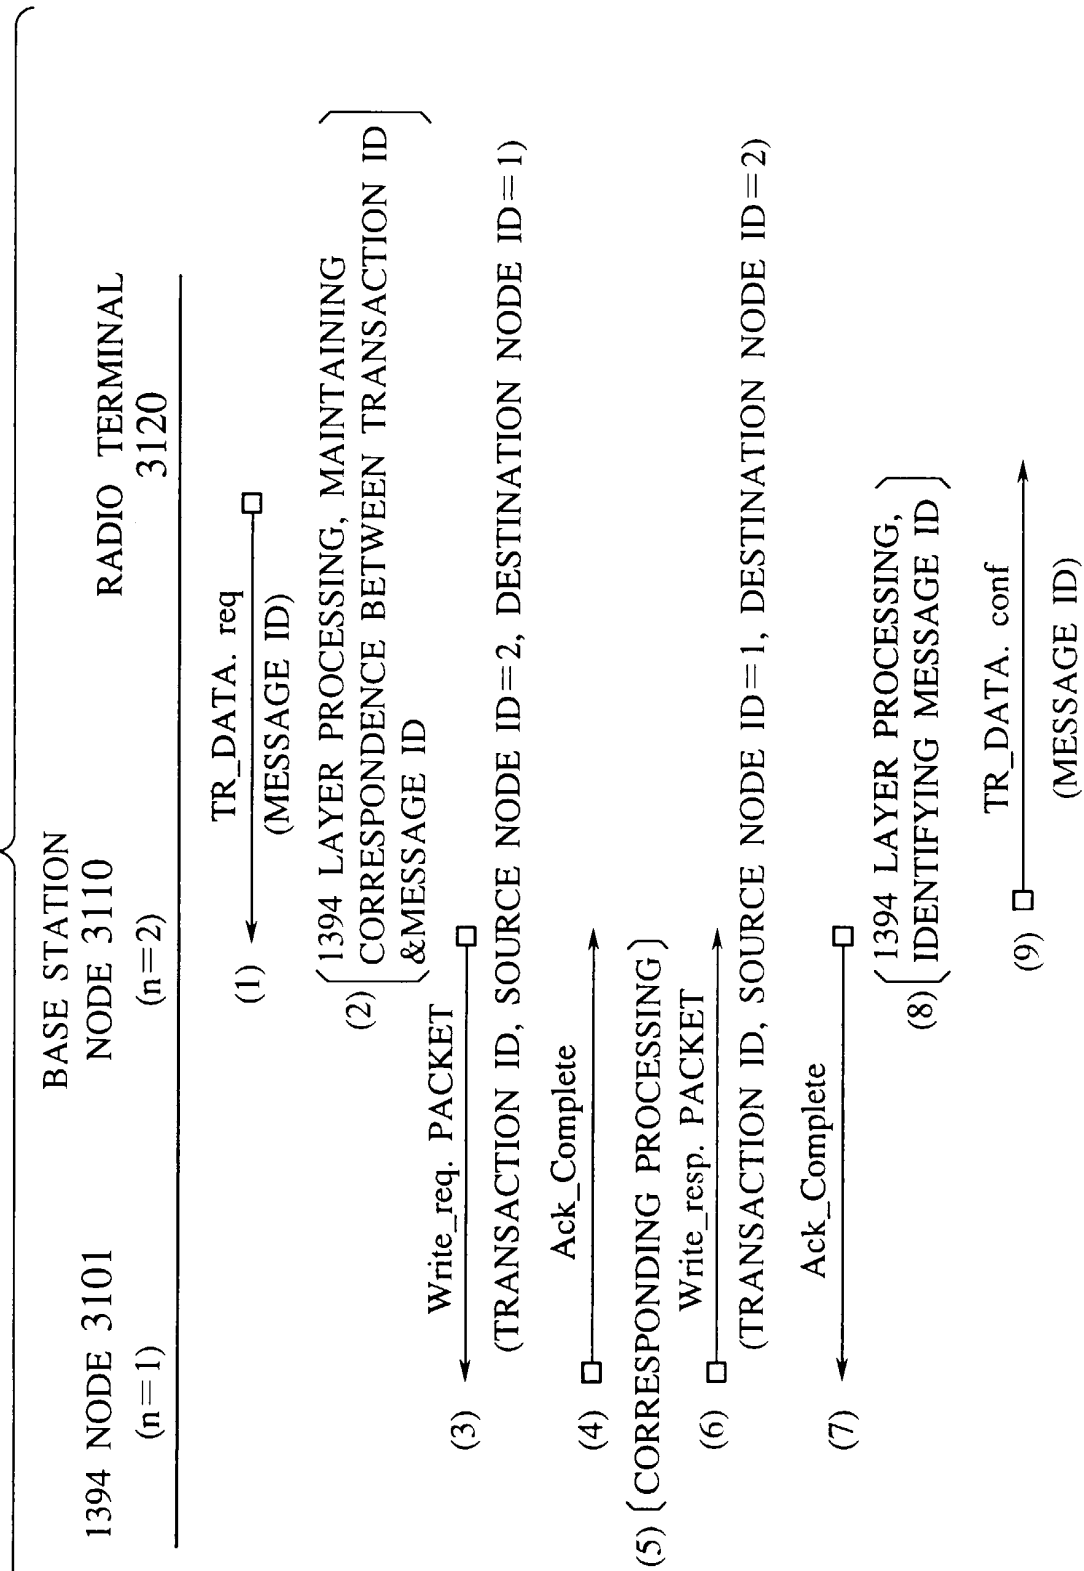 1394 NODE 3101
(n=1)
BASE STATION
NODE 3110
(n=2)
RADIO TERMINAL
3120
(1)
TR_DATA. req
(MESSAGE ID)
(2)
1394 LAYER PROCESSING, MAINTAINING
CORRESPONDENCE BETWEEN TRANSACTION ID
&MESSAGE ID
(3)
Write_req. PACKET
(TRANSACTION ID, SOURCE NODE ID=2, DESTINATION NODE ID=1)
(4)
Ack_Complete
(5) [CORRESPONDING PROCESSING]
(6)
Write_resp. PACKET
(TRANSACTION ID, SOURCE NODE ID=1, DESTINATION NODE ID=2)
(7)
Ack_Complete
(8)
1394 LAYER PROCESSING,
IDENTIFYING MESSAGE ID
(9)
TR_DATA. conf
(MESSAGE ID)